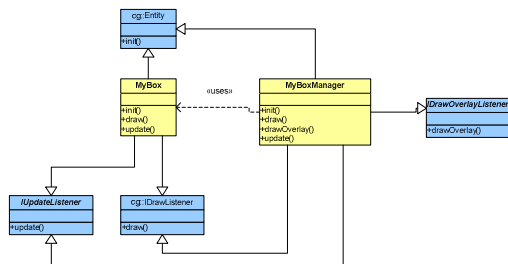 cg::Entity
+init()
MyBox
+init()
+draw()
+update()
«uses»
MyBoxManager
+init()
+draw()
+drawOverlay()
+update()
IDrawOverlayListener
+drawOverlay()
IUpdateListener
+update()
cg::IDrawListener
+draw()